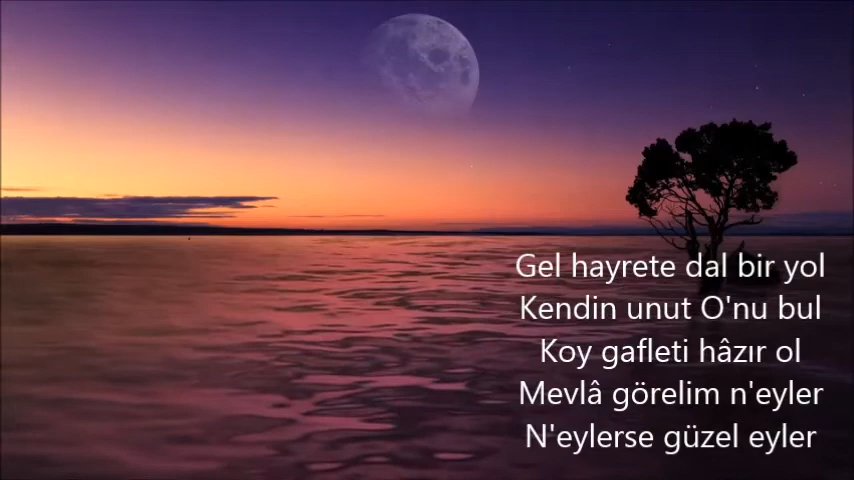 Gel hayrete dal bir yol
Kendin unut O'nu bul
Koy gafleti hâzır ol
Mevlâ görelim n'eyler
N'eylerse güzel eyler